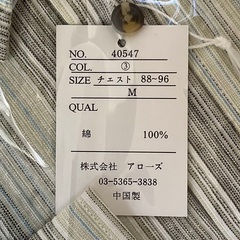 NO. 40547
COL. ③
SIZE チェスト 88-96
M
QUAL
綿 100%
株式会社 アローズ
03-5365-3838
中国製